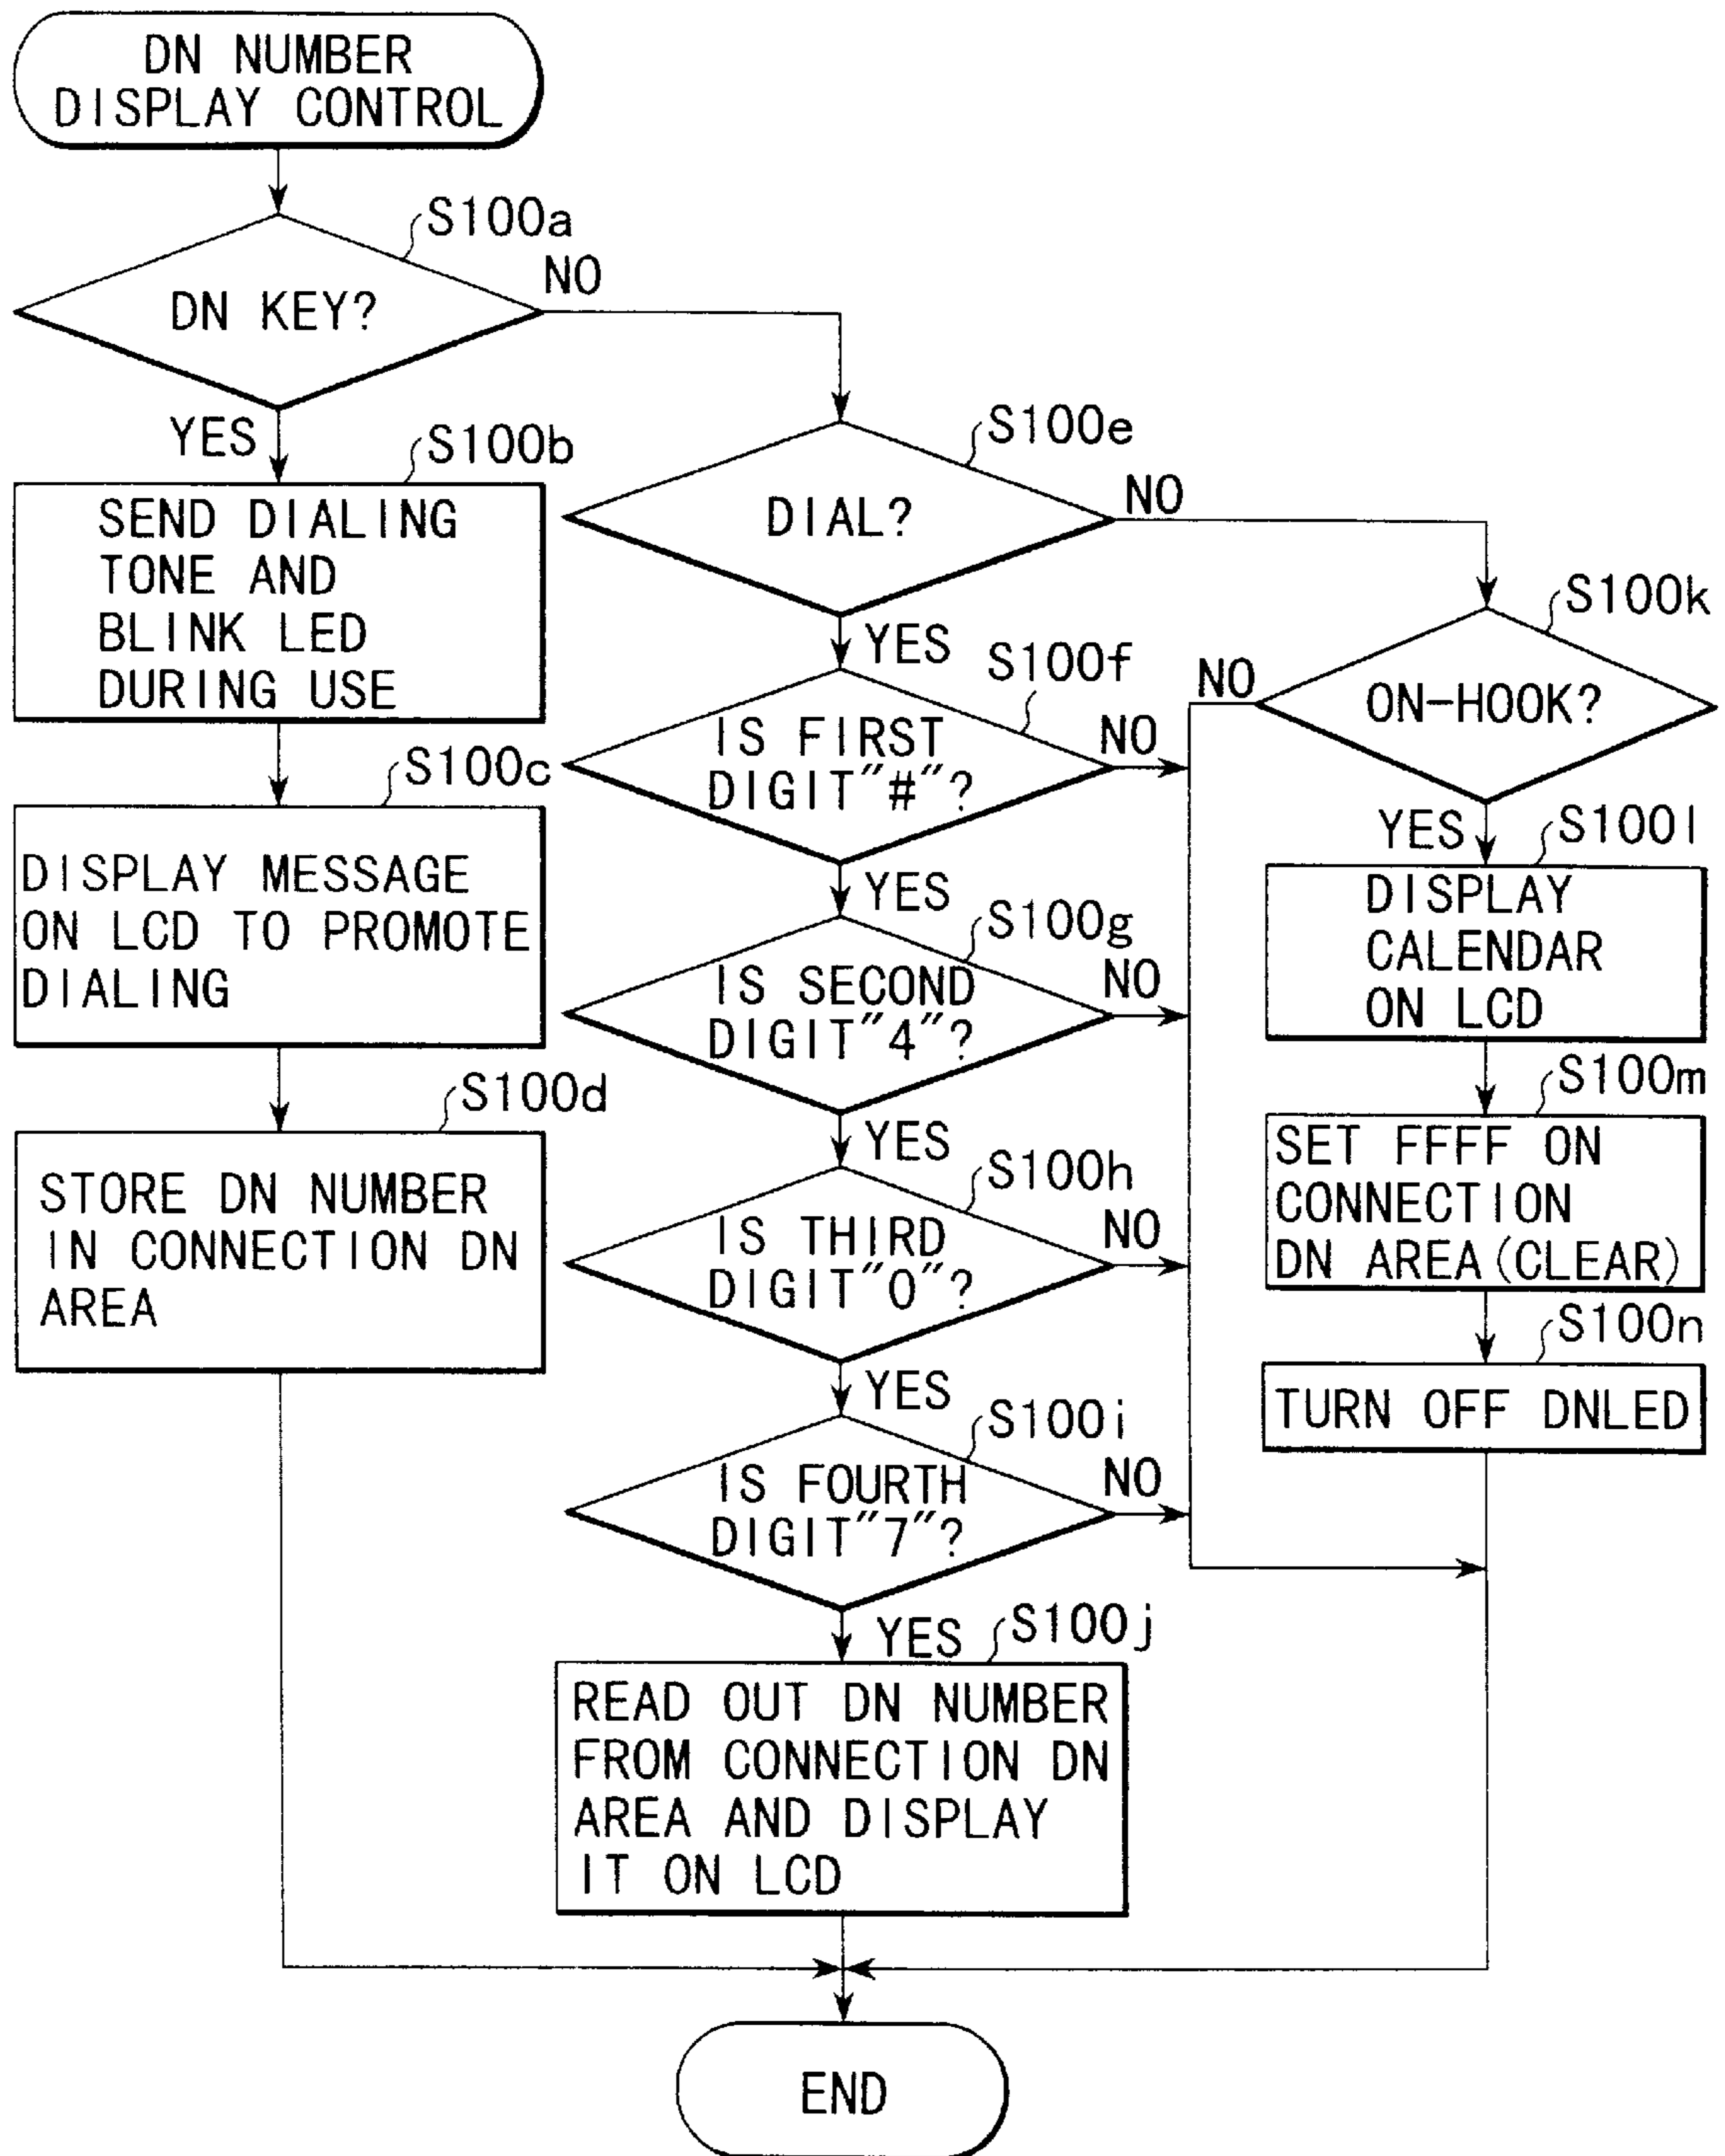 DN NUMBER
DISPLAY CONTROL
S100a
DN KEY?
NO
YES
S100b
SEND DIALING
TONE AND
BLINK LED
DURING USE
S100c
DISPLAY MESSAGE
ON LCD TO PROMOTE
DIALING
S100d
STORE DN NUMBER
IN CONNECTION DN
AREA
S100e
DIAL?
NO
YES
S100f
IS FIRST
DIGIT"#"?
NO
YES
S100g
IS SECOND
DIGIT"4"?
NO
YES
S100h
IS THIRD
DIGIT"0"?
NO
YES
S100i
IS FOURTH
DIGIT"7"?
NO
YES
S100j
READ OUT DN NUMBER
FROM CONNECTION DN
AREA AND DISPLAY
IT ON LCD
S100k
ON-HOOK?
NO
YES
S100l
DISPLAY
CALENDAR
ON LCD
S100m
SET FFFF ON
CONNECTION
DN AREA(CLEAR)
S100n
TURN OFF DNLED
END